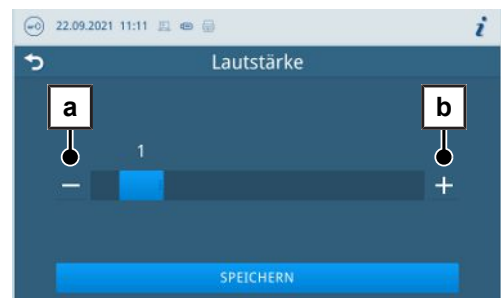 22.09.2021 11:11
i
Lautstärke
a
b
1
− +
SPEICHERN